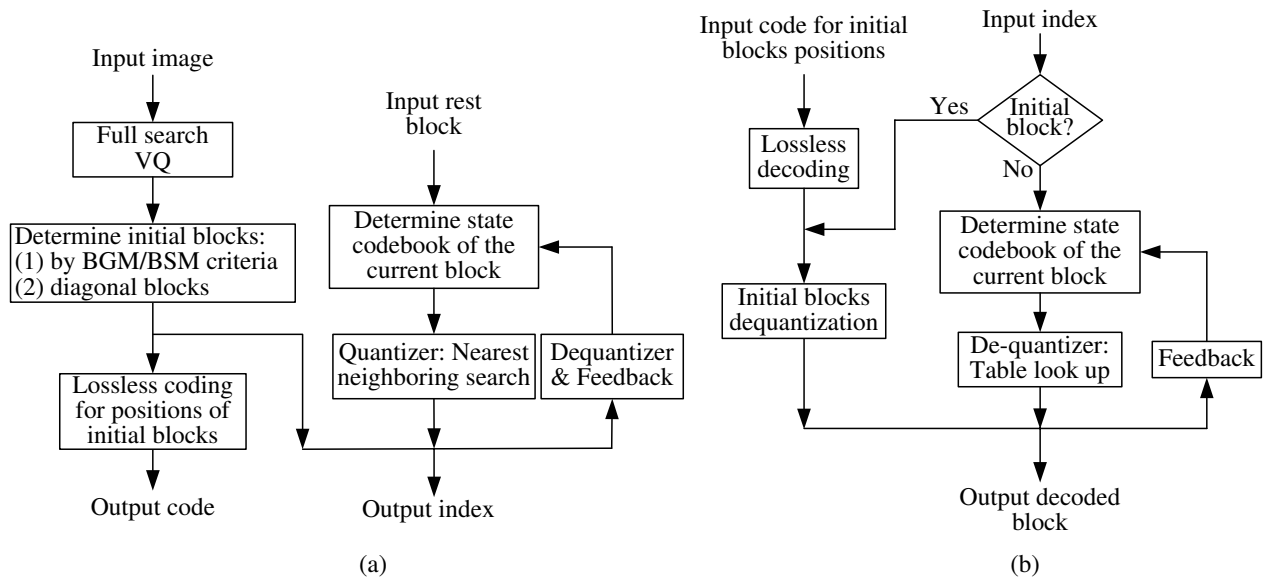 Input image
Full search
VQ
Determine initial blocks:
(1) by BGM/BSM criteria
(2) diagonal blocks
Lossless coding
for positions of
initial blocks
Output code
Input rest
block
Determine state
codebook of the
current block
Quantizer: Nearest
neighboring search
Dequantizer
& Feedback
Output index
(a)
Input code for initial
blocks positions
Lossless
decoding
Initial blocks
dequantization
Input index
Initial
block?
Yes
No
Determine state
codebook of the
current block
De-quantizer:
Table look up
Feedback
Output decoded
block
(b)